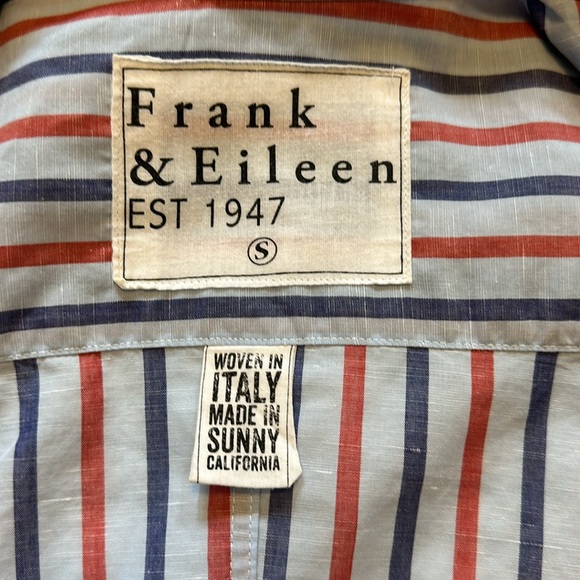 Frank
& Eileen
EST 1947
S
WOVEN IN
ITALY
MADE IN
SUNNY
CALIFORNIA